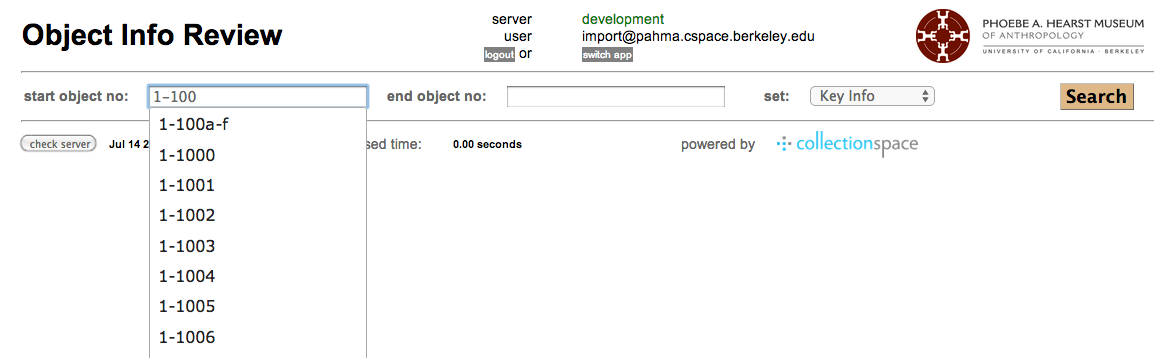 Object Info Review
server development
user import@pahma.cspace.berkeley.edu
logout or switch app
PHOEBE A. HEARST MUSEUM
OF ANTHROPOLOGY
UNIVERSITY OF CALIFORNIA · BERKELEY
start object no: 1-100 end object no: set: Key Info Search
check server Jul 14 2 sed time: 0.00 seconds powered by collectionspace
1-100a-f
1-1000
1-1001
1-1002
1-1003
1-1004
1-1005
1-1006